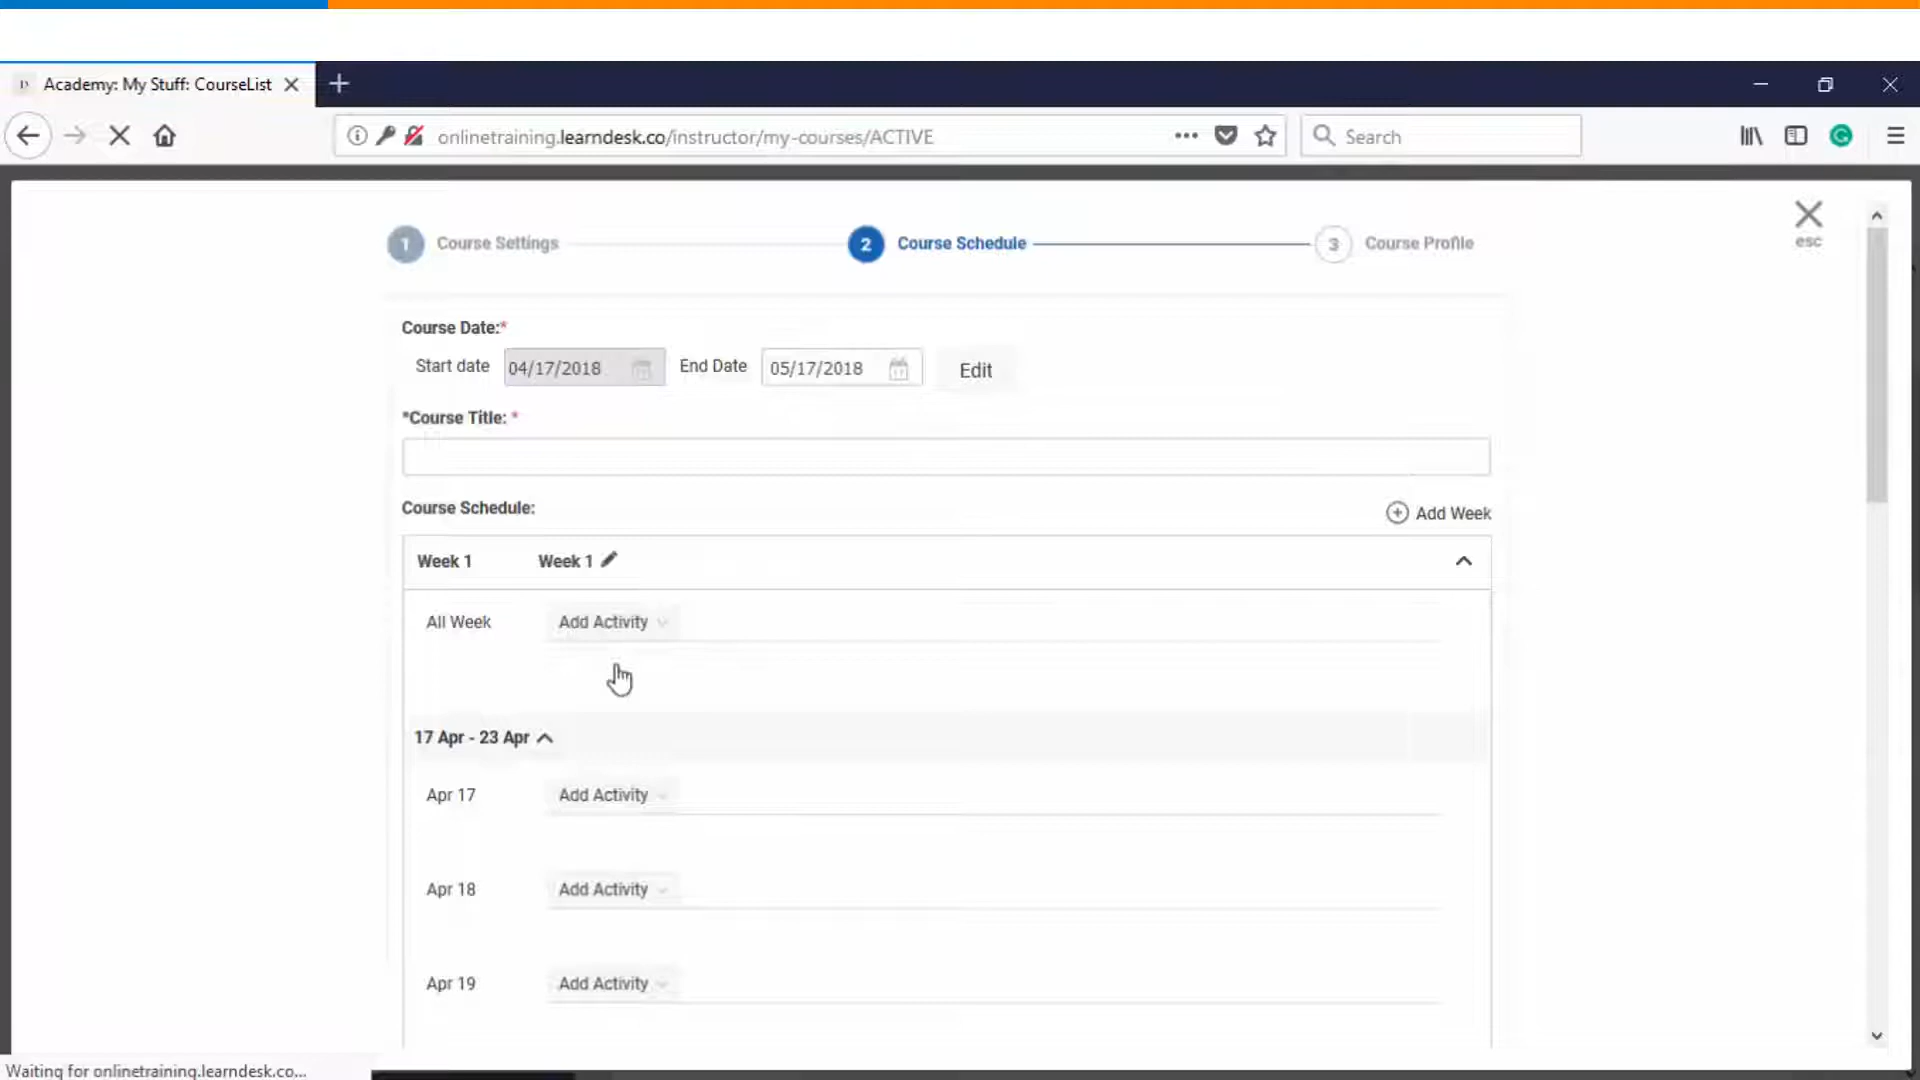 Academy: My Stuff: CourseList
onlinetraining.learndesk.co/instructor/my-courses/ACTIVE
Search
1 Course Settings
2 Course Schedule
3 Course Profile
esc
Course Date:*
Start date 04/17/2018 End Date 05/17/2018 Edit
*Course Title: *
Course Schedule:
Add Week
Week 1 Week 1
All Week Add Activity
17 Apr - 23 Apr
Apr 17 Add Activity
Apr 18 Add Activity
Apr 19 Add Activity
Waiting for onlinetraining.learndesk.co...